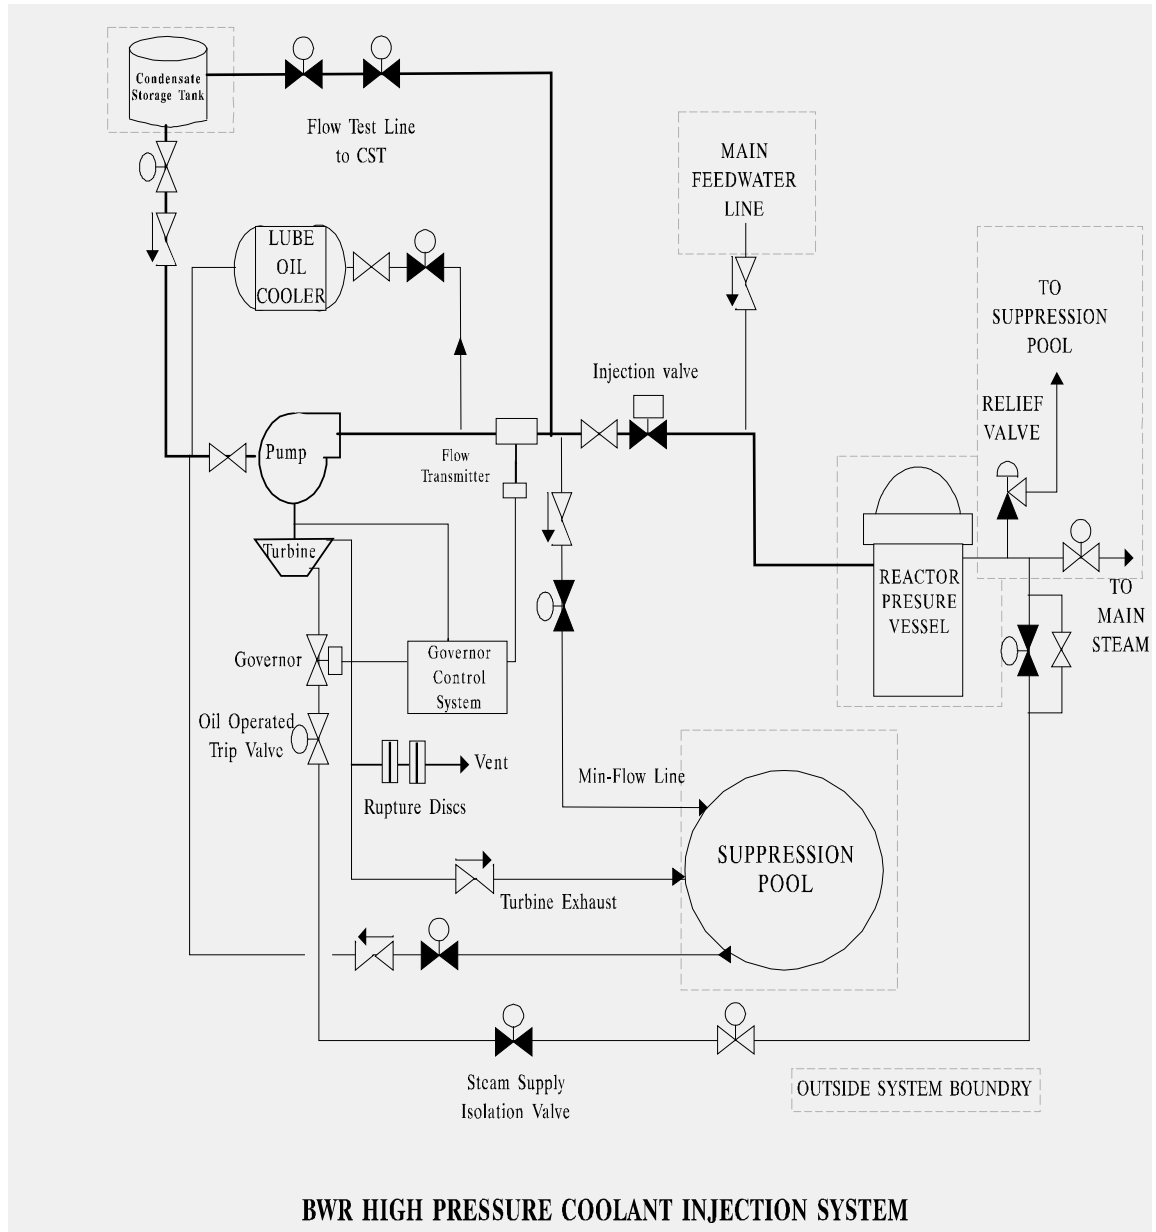 Condensate
Storage Tank
Flow Test Line
to CST
MAIN
FEEDWATER
LINE
LUBE
OIL
COOLER
TO
SUPPRESSION
POOL
Injection valve
RELIEF
VALVE
Pump
Flow
Transmitter
Turbine
REACTOR
PRESURE
VESSEL
TO
MAIN
STEAM
Governor
Governor
Control
System
Oil Operated
Trip Valve
Vent
Rupture Discs
Min-Flow Line
SUPPRESSION
POOL
Turbine Exhaust
Steam Supply
Isolation Valve
OUTSIDE SYSTEM BOUNDRY
BWR HIGH PRESSURE COOLANT INJECTION SYSTEM